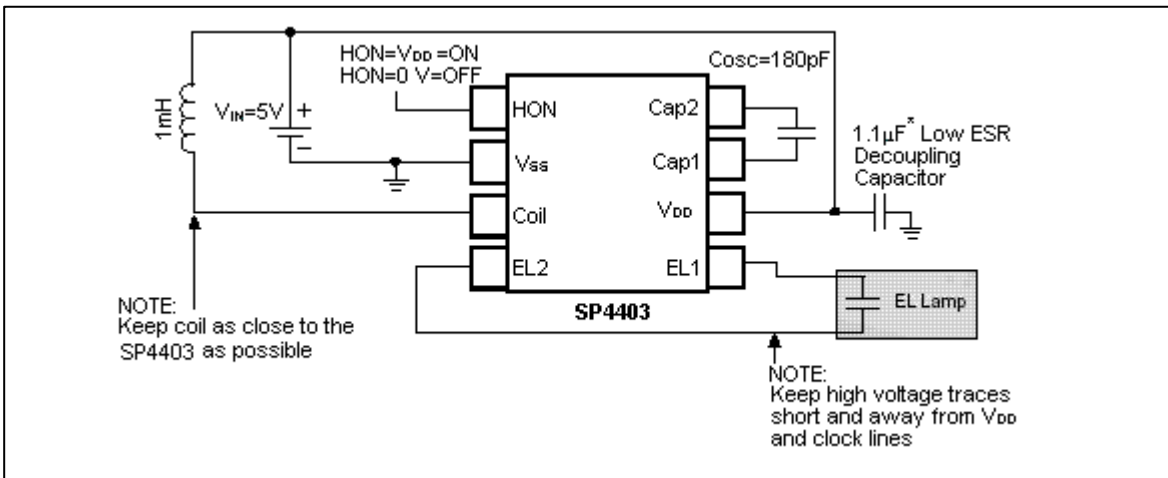 HON=VDD=ON
HON=0 V=OFF
Cosc=180pF
1mH
VIN=5V
+
-
HON
Cap2
1.1µF* Low ESR
Decoupling
Capacitor
Vss
Cap1
Coil
VDD
EL2
EL1
EL Lamp
SP4403
NOTE:
Keep coil as close to the
SP4403 as possible
NOTE:
Keep high voltage traces
short and away from VDD
and clock lines